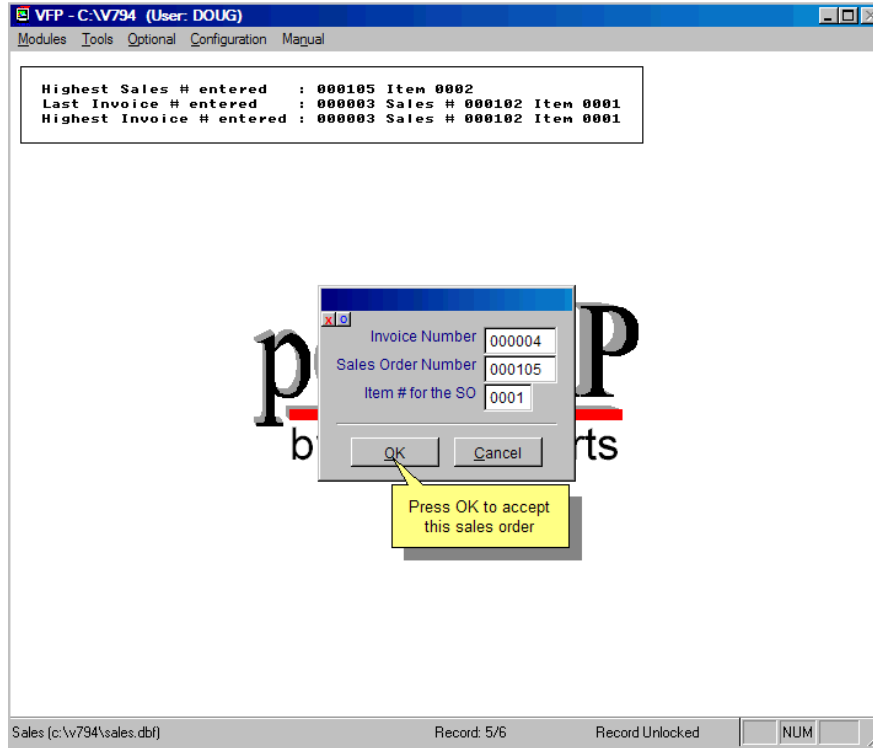 VFP - C:\V794 (User: DOUG)
Modules Tools Optional Configuration Manual
Highest Sales # entered : 000105 Item 0002
Last Invoice # entered : 000003 Sales # 000102 Item 0001
Highest Invoice # entered : 000003 Sales # 000102 Item 0001
x o
Invoice Number 000004
Sales Order Number 000105
Item # for the SO 0001
OK Cancel
Press OK to accept
this sales order
Sales (c:\v794\sales.dbf) Record: 5/6 Record Unlocked NUM